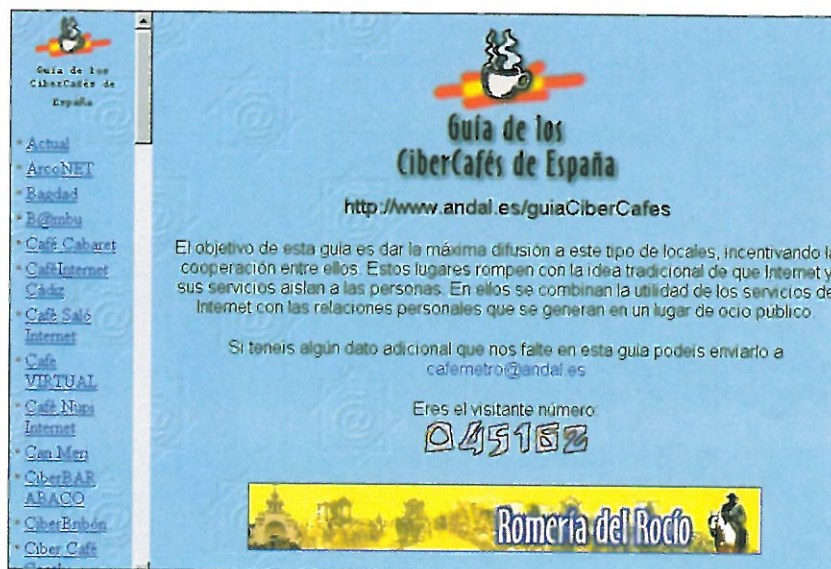 Guía de los
CiberCafés de
España
Actual
ArcoNET
Bagdad
B@mbu
Café Cabaret
CaféInternet
Cádiz
Café Saló
Internet
Café
VIRTUAL
Café Nups
Internet
Can Meri
CiberBAR
ABACO
CiberBribón
Ciber Café
Guía de los
CiberCafés de España
http://www.andal.es/guiaCiberCafes
El objetivo de esta guía es dar la máxima difusión a este tipo de locales, incentivando la
cooperación entre ellos. Estos lugares rompen con la idea tradicional de que Internet y
sus servicios aislan a las personas. En ellos se combinan la utilidad de los servicios de
Internet con las relaciones personales que se generan en un lugar de ocio público.
Si teneis algún dato adicional que nos falte en esta guía podeis enviarlo a
cafemetro@andal.es
Eres el visitante número:
045162
Romería del Rocío